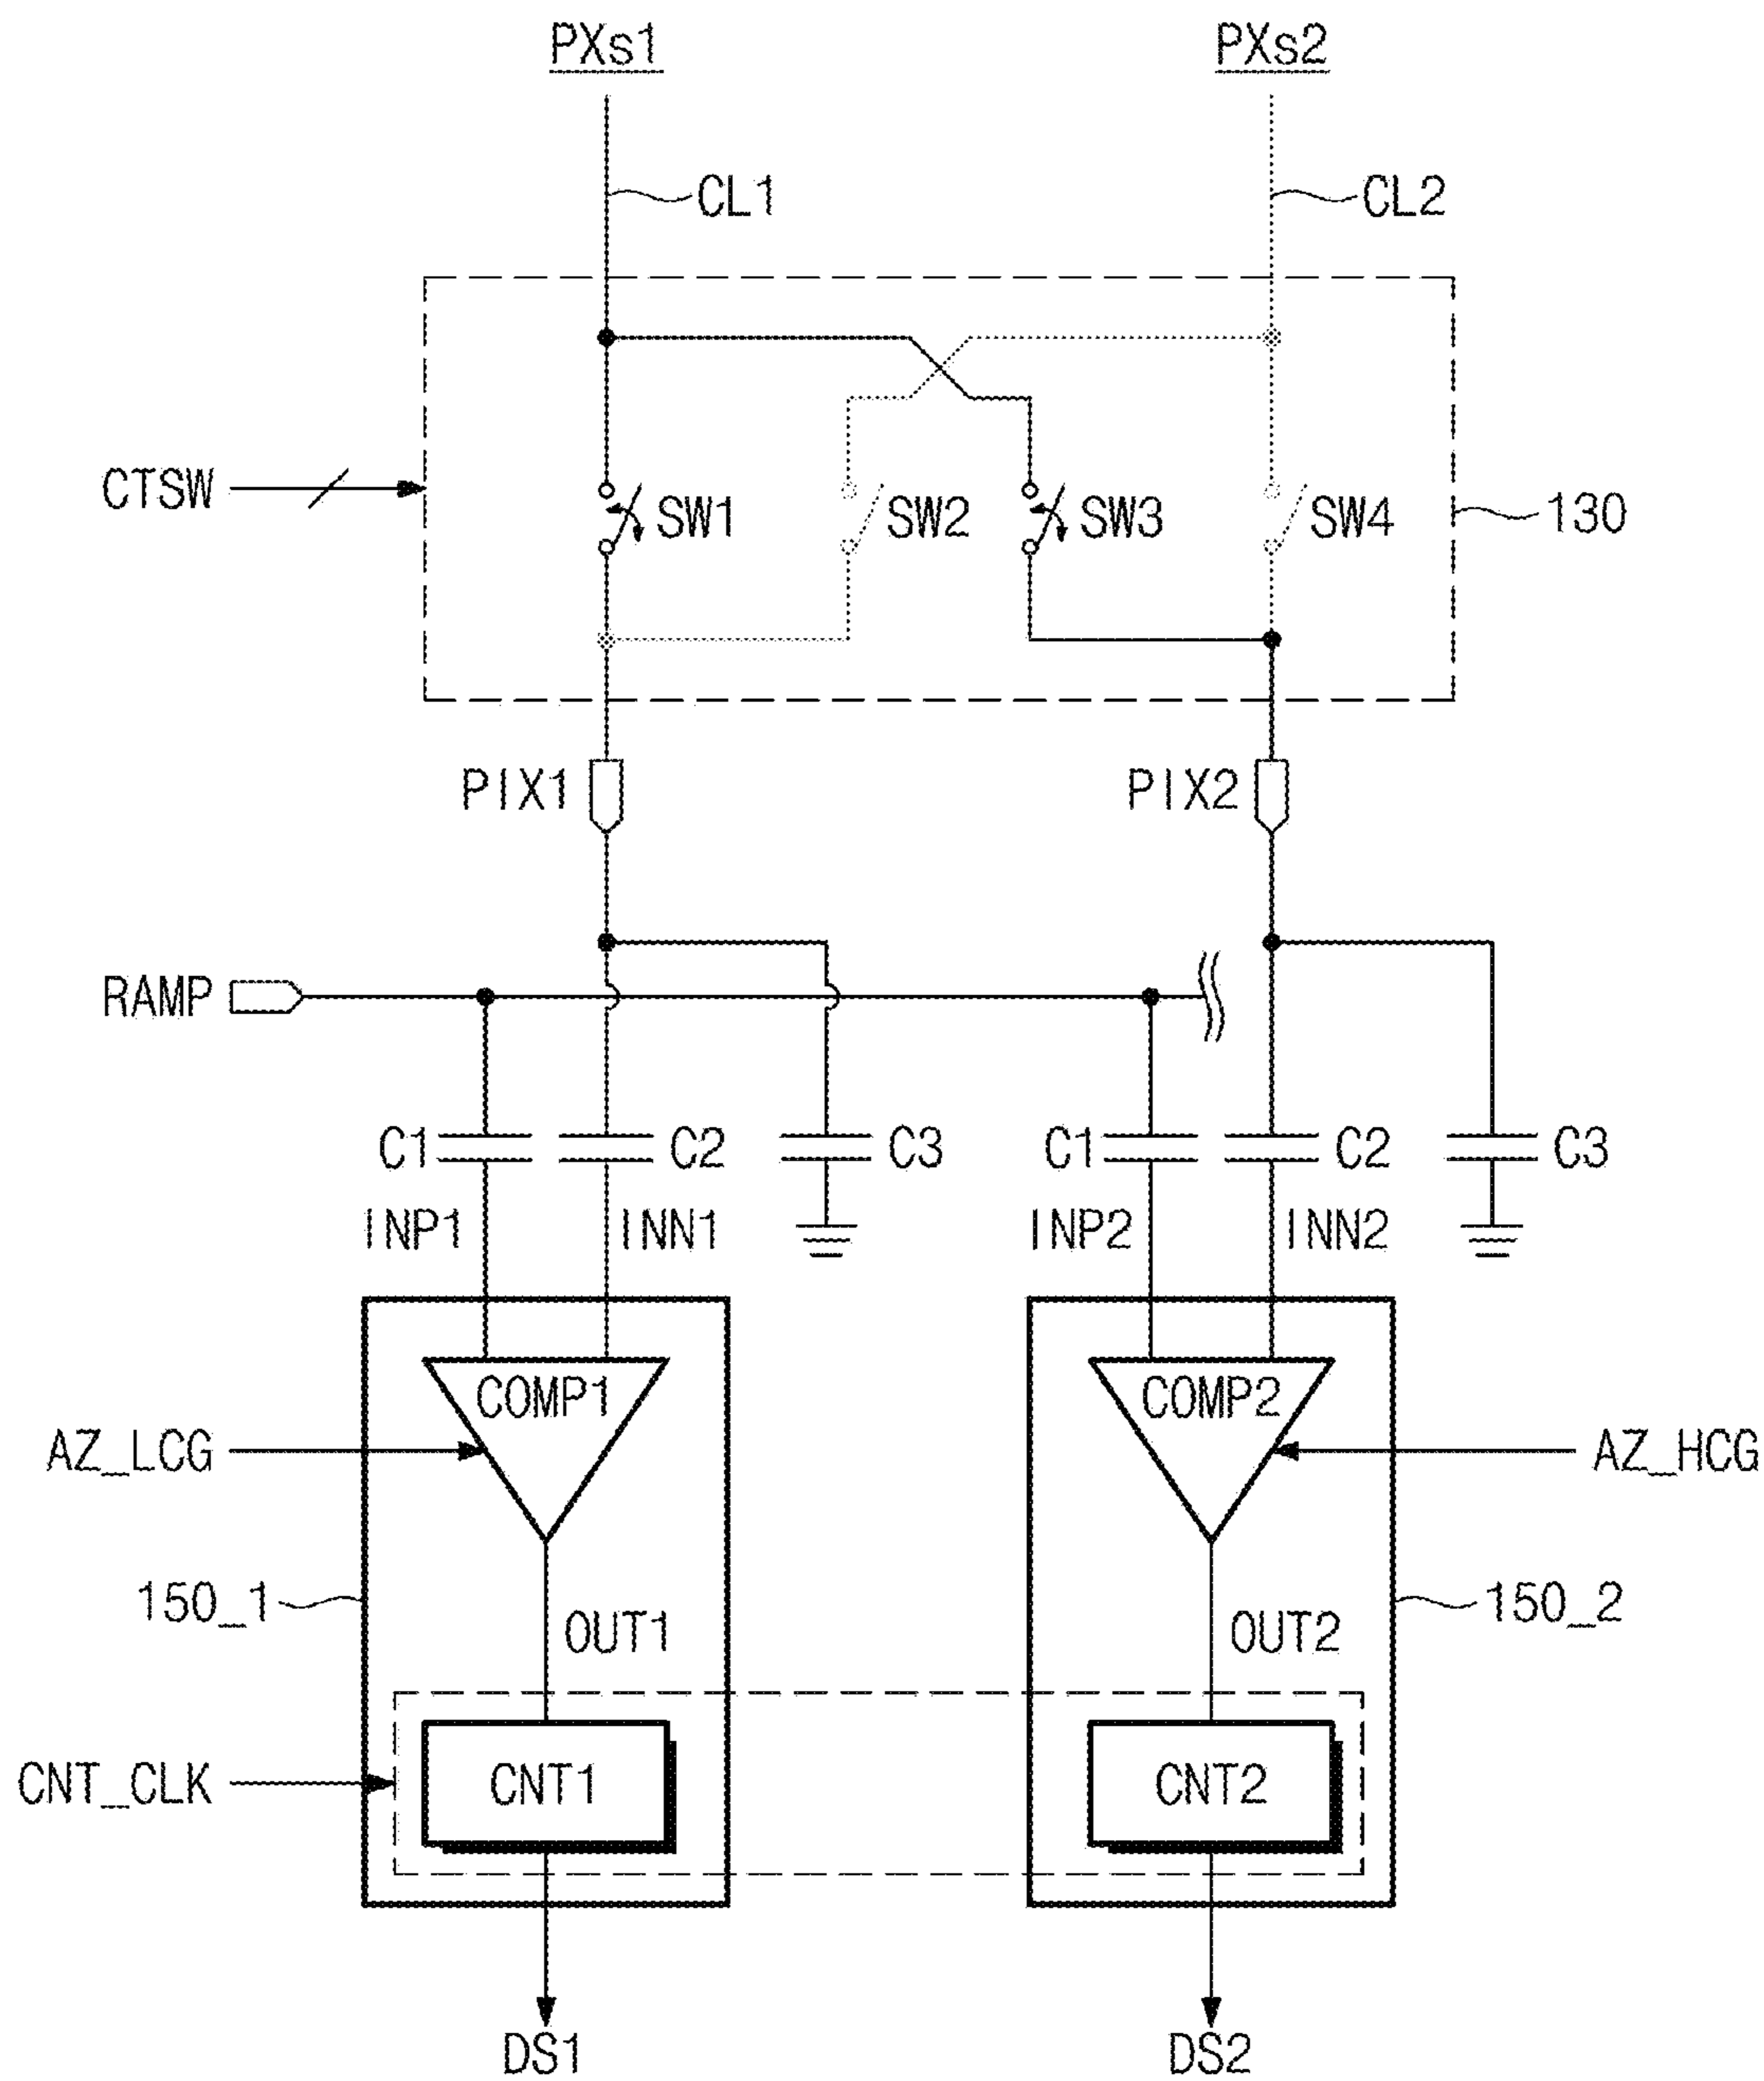 PXs1 PXs2
CL1 CL2
CTSW SW1 SW2 SW3 SW4 130
PIX1 PIX2
RAMP
C1 C2 C3 C1 C2 C3
INP1 INN1 INP2 INN2
COMP1 COMP2
AZ_LCG AZ_HCG
150_1 OUT1 OUT2 150_2
CNT_CLK CNT1 CNT2
DS1 DS2